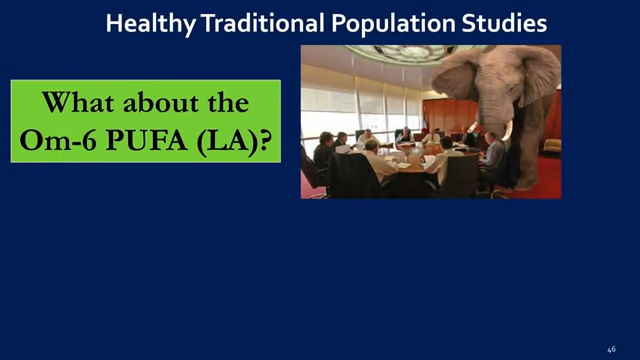 Healthy Traditional Population Studies
What about the
Om-6 PUFA (LA)?
46